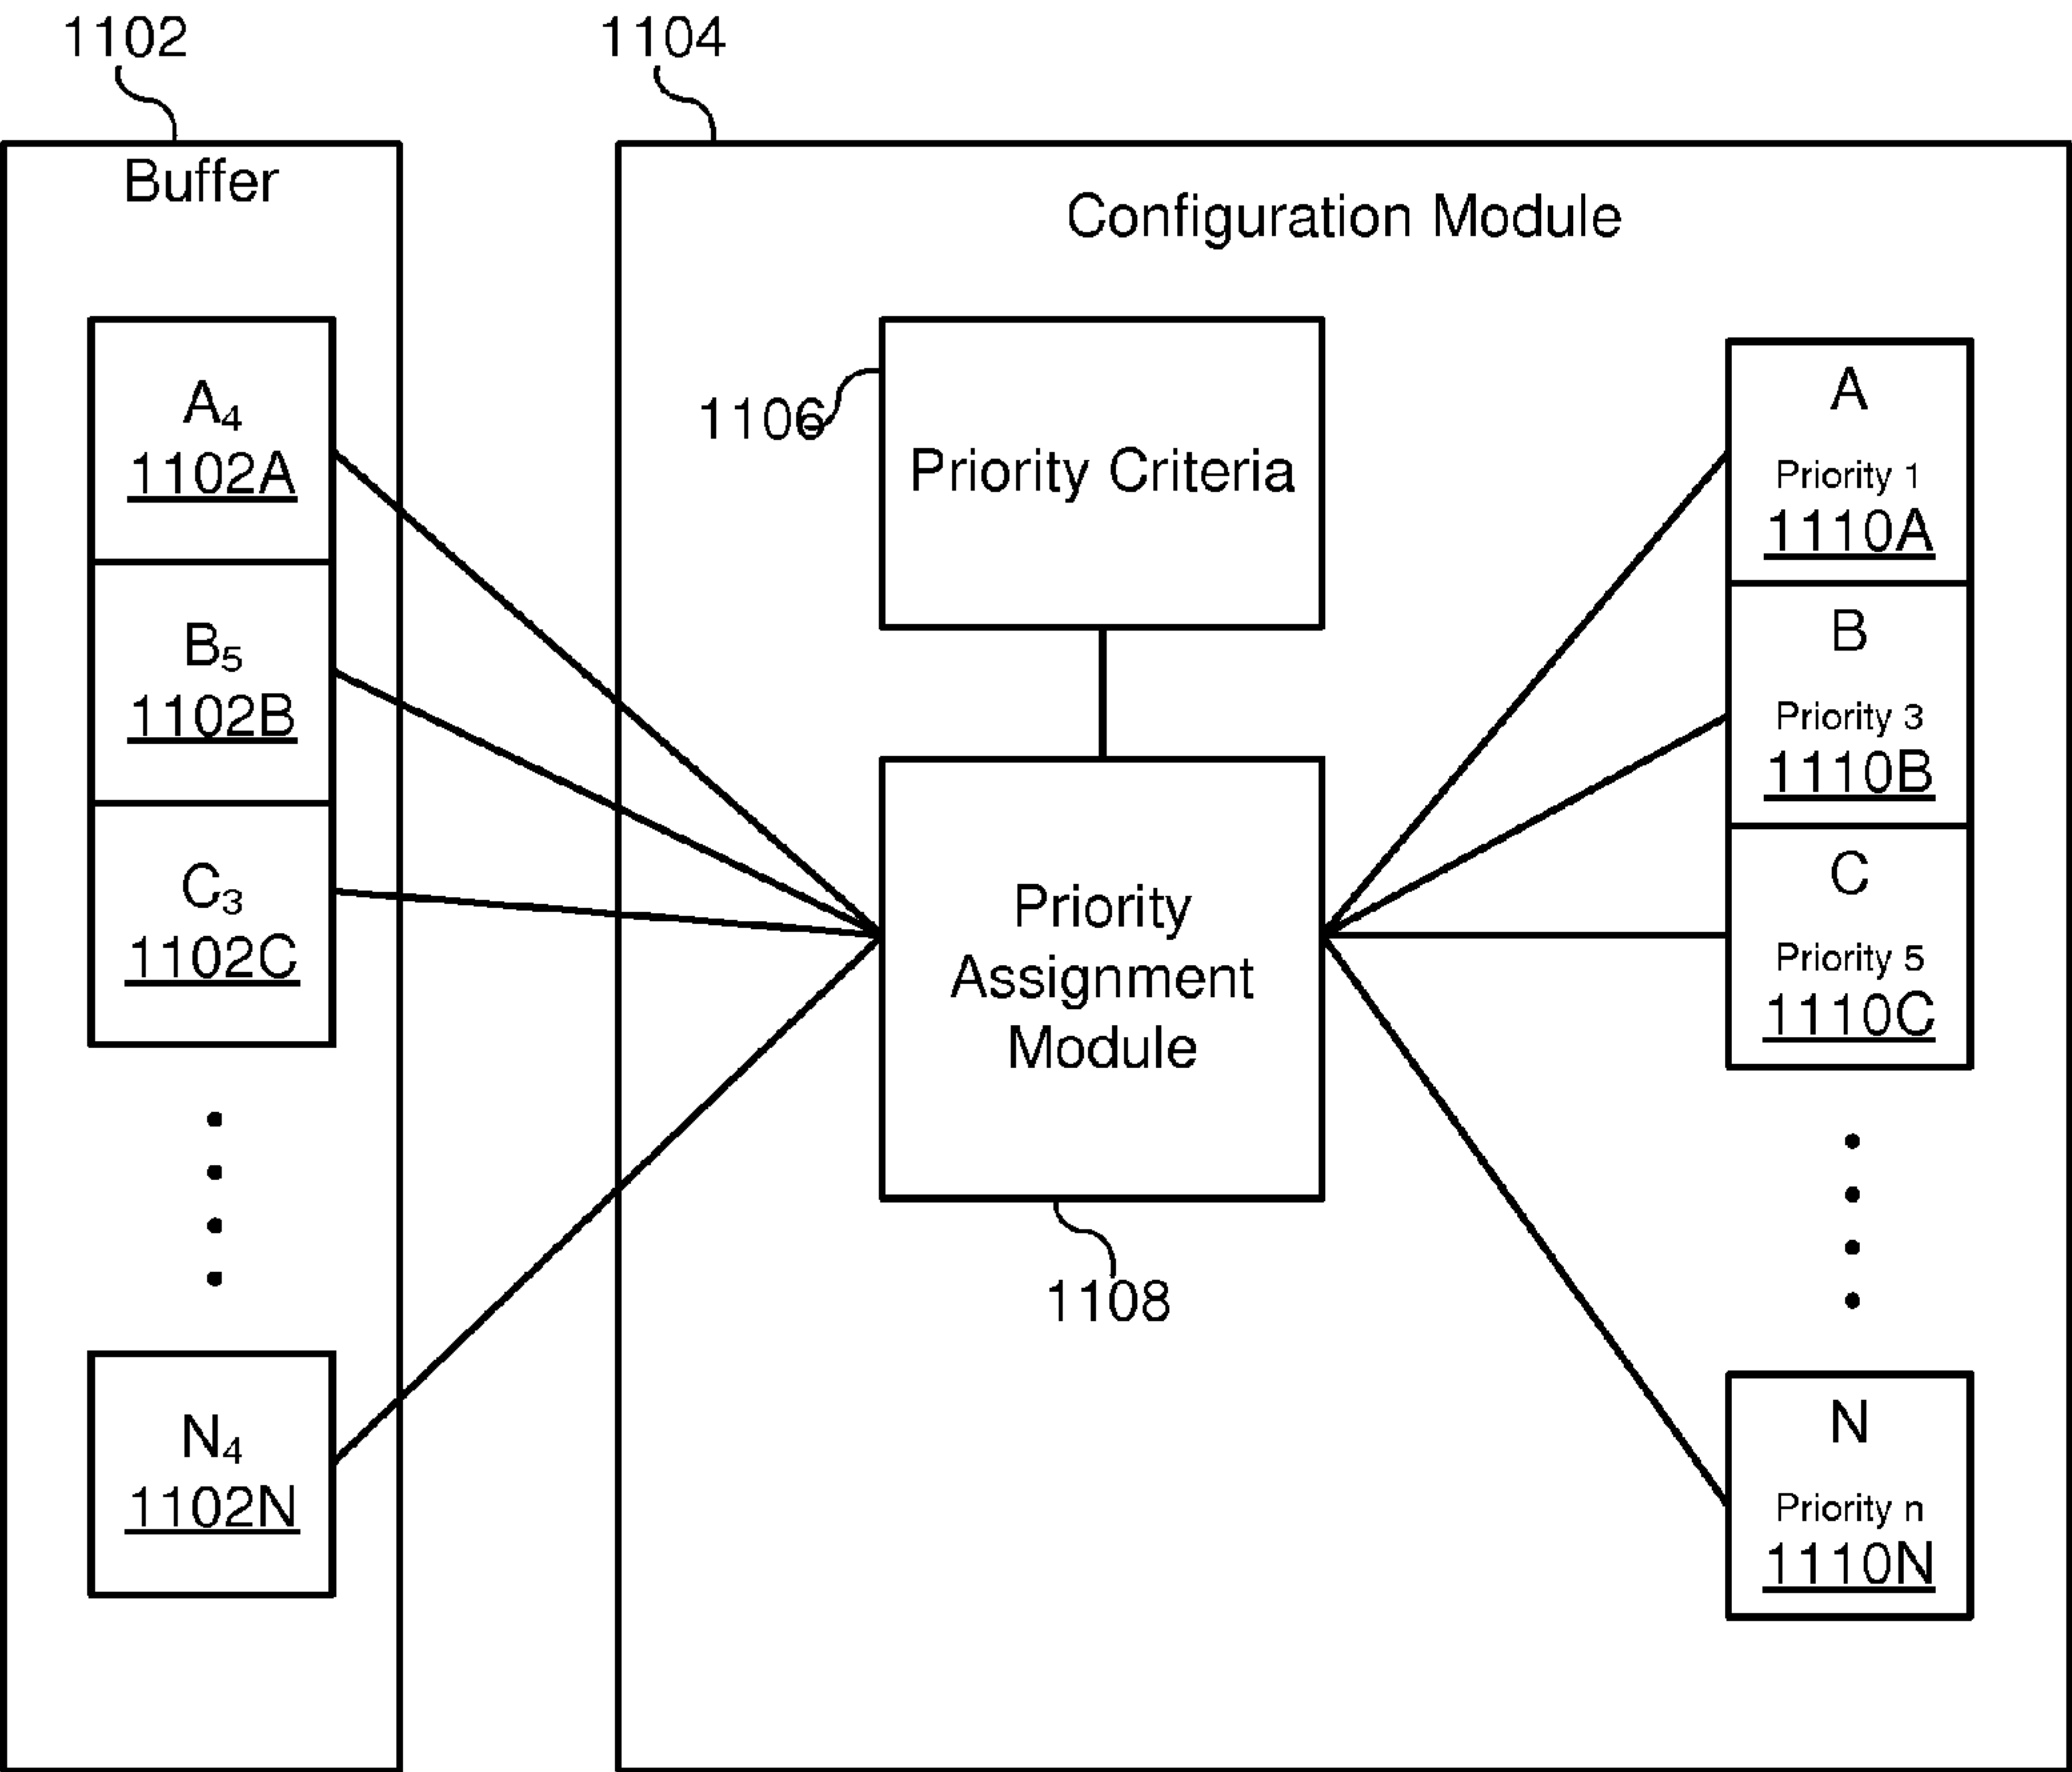 1102
1104
Buffer
Configuration Module
A₄
1102A
B₅
1102B
C₃
1102C
N₄
1102N
1106
Priority Criteria
Priority
Assignment
Module
1108
A
Priority 1
1110A
B
Priority 3
1110B
C
Priority 5
1110C
N
Priority n
1110N